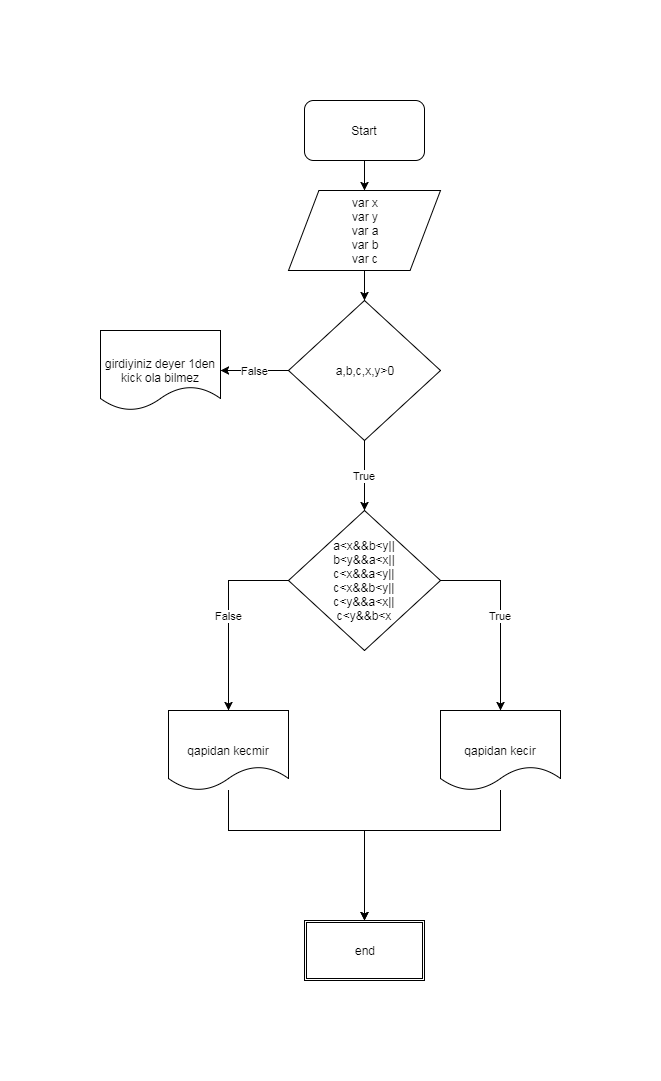 Start
var x
var y
var a
var b
var c
a,b,c,x,y>0
False
girdiyiniz deyer 1den
kick ola bilmez
True
a<x&&b<y||
b<y&&a<x||
c<x&&a<y||
c<x&&b<y||
c<y&&a<x||
c<y&&b<x
False
True
qapidan kecmir
qapidan kecir
end